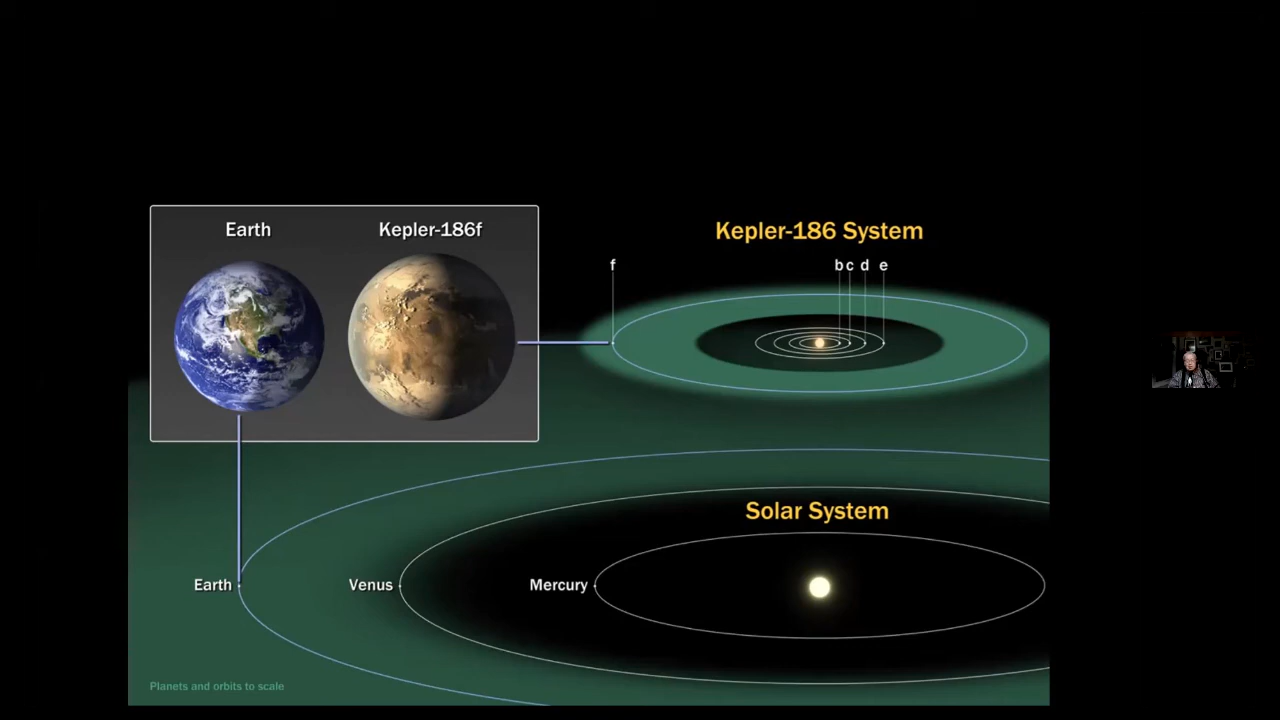 Earth
Kepler-186f
Kepler-186 System
f
b c d e
Solar System
Earth
Venus
Mercury
Planets and orbits to scale